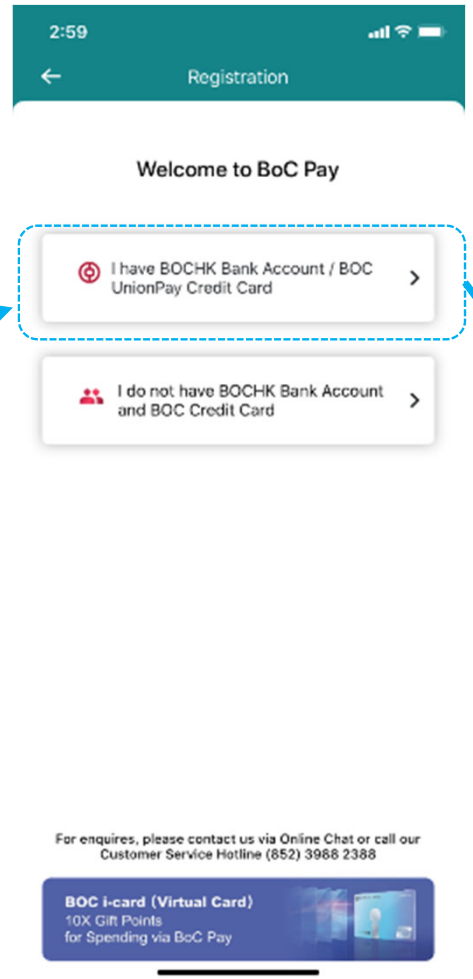 2:59
Registration
Welcome to BoC Pay
I have BOCHK Bank Account / BOC
UnionPay Credit Card
I do not have BOCHK Bank Account
and BOC Credit Card
For enquires, please contact us via Online Chat or call our
Customer Service Hotline (852) 3988 2388
BOC i-card (Virtual Card)
10X Gift Points
for Spending via BoC Pay